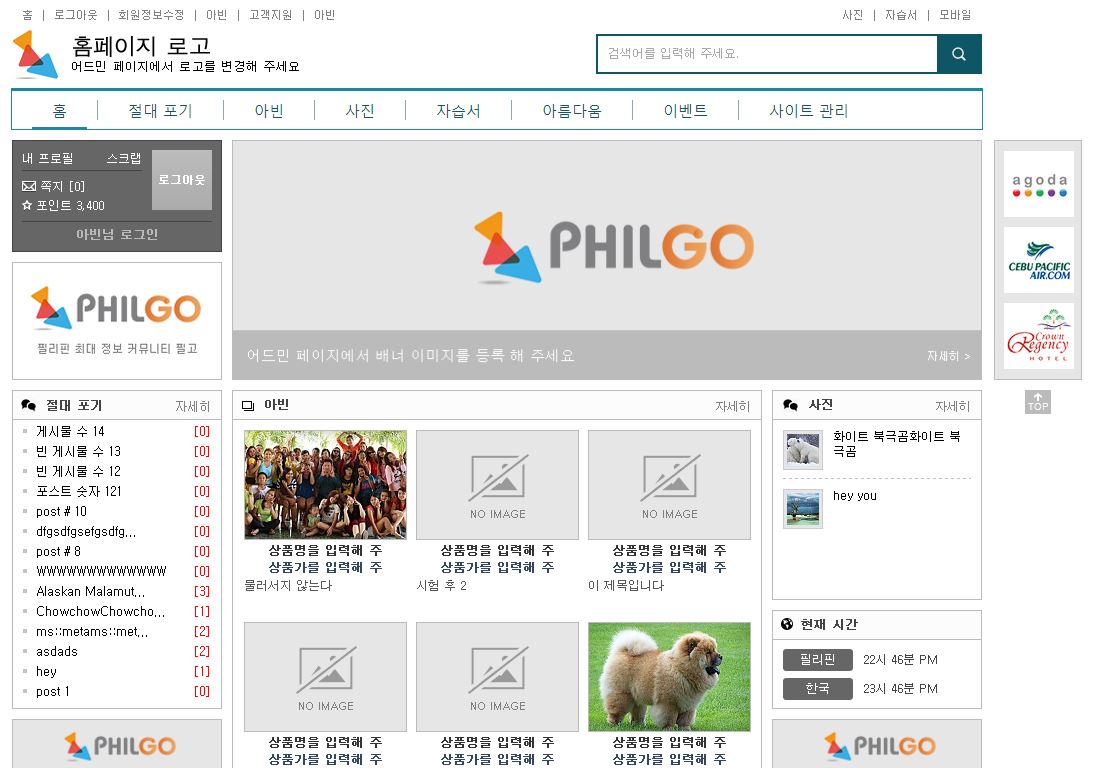 홈 | 로그아웃 | 회원정보수정 | 아빈 | 고객지원 | 아빈
사진 | 자습서 | 모바일
홈페이지 로고
어드민 페이지에서 로고를 변경해 주세요
검색어를 입력해 주세요.
홈 절대 포기 아빈 사진 자습서 아름다움 이벤트 사이트 관리
내 프로필 스크랩
로그아웃
쪽지 [0]
포인트 3,400
아빈님 로그인
PHILGO
필리핀 최대 정보 커뮤니티 필고
PHILGO
어드민 페이지에서 배너 이미지를 등록 해 주세요 자세히 >
agoda
CEBU PACIFIC
AIR.COM
Crown
Regency
HOTEL
TOP
절대 포기 자세히
게시물 수 14 [0]
빈 게시물 수 13 [0]
빈 게시물 수 12 [0]
포스트 숫자 121 [0]
post # 10 [0]
dfgsdfgsefgsdfg... [0]
post # 8 [0]
WWWWWWWWWWWWW [0]
Alaskan Malamut... [3]
ChowchowChowcho... [1]
ms::metams::met... [2]
asdads [2]
hey [1]
post 1 [0]
PHILGO
아빈 자세히
NO IMAGE NO IMAGE
상품명을 입력해 주 상품명을 입력해 주 상품명을 입력해 주
상품가를 입력해 주 상품가를 입력해 주 상품가를 입력해 주
물러서지 않는다 시험 후 2 이 제목입니다
NO IMAGE NO IMAGE
상품명을 입력해 주 상품명을 입력해 주 상품명을 입력해 주
상품가를 입력해 주 상품가를 입력해 주 상품가를 입력해 주
사진 자세히
화이트 북극곰화이트 북
극곰
hey you
현재 시간
필리핀 22시 46분 PM
한국 23시 46분 PM
PHILGO